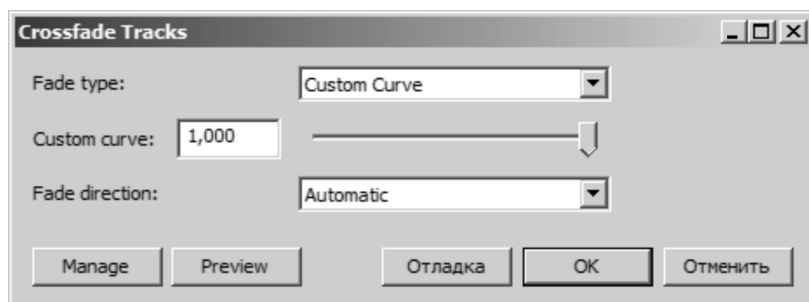 Crossfade Tracks
Fade type: Custom Curve
Custom curve: 1,000
Fade direction: Automatic
Manage Preview Отладка OK Отменить